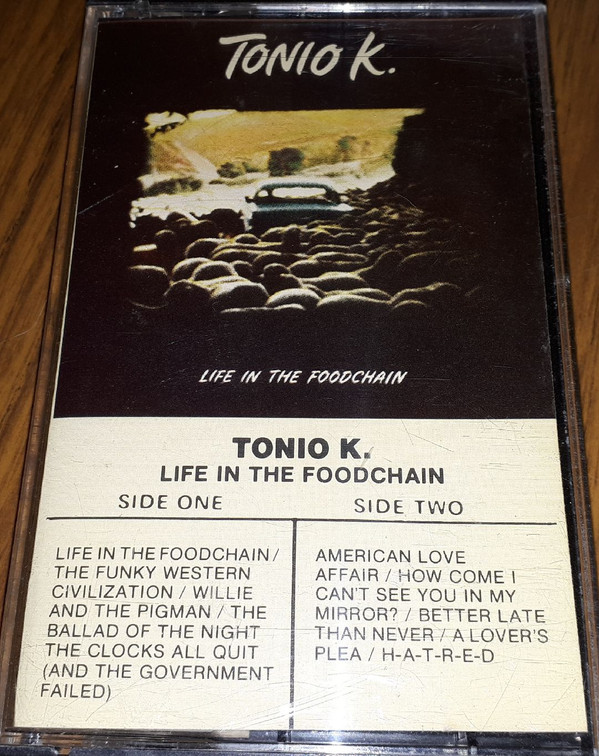 TONIO K.
LIFE IN THE FOODCHAIN
TONIO K.
LIFE IN THE FOODCHAIN
SIDE ONE
LIFE IN THE FOODCHAIN /
THE FUNKY WESTERN
CIVILIZATION / WILLIE
AND THE PIGMAN / THE
BALLAD OF THE NIGHT
THE CLOCKS ALL QUIT
(AND THE GOVERNMENT
FAILED)
SIDE TWO
AMERICAN LOVE
AFFAIR / HOW COME I
CAN'T SEE YOU IN MY
MIRROR? / BETTER LATE
THAN NEVER / A LOVER'S
PLEA / H-A-T-R-E-D